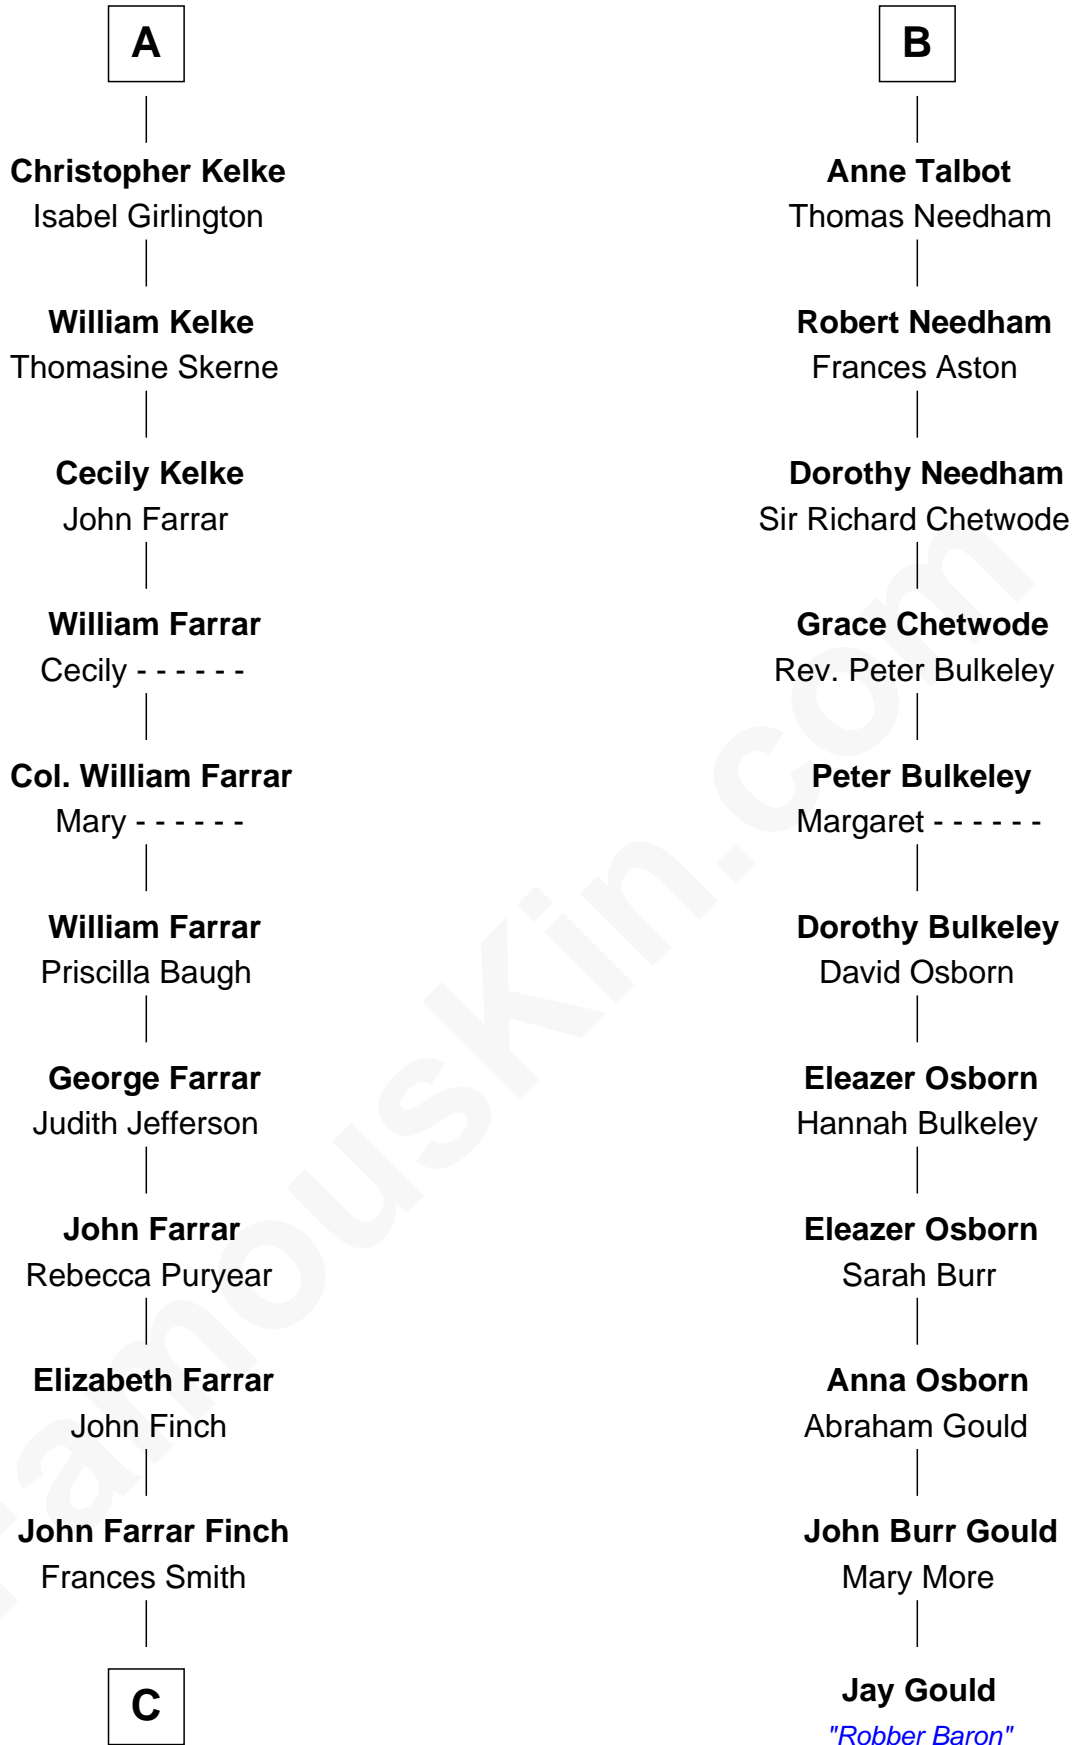 A
Christopher Kelke
Isabel Girlington
William Kelke
Thomasine Skerne
Cecily Kelke
John Farrar
William Farrar
Cecily - - - - - -
Col. William Farrar
Mary - - - - - -
William Farrar
Priscilla Baugh
George Farrar
Judith Jefferson
John Farrar
Rebecca Puryear
Elizabeth Farrar
John Finch
John Farrar Finch
Frances Smith
C
B
Anne Talbot
Thomas Needham
Robert Needham
Frances Aston
Dorothy Needham
Sir Richard Chetwode
Grace Chetwode
Rev. Peter Bulkeley
Peter Bulkeley
Margaret - - - - - -
Dorothy Bulkeley
David Osborn
Eleazer Osborn
Hannah Bulkeley
Eleazer Osborn
Sarah Burr
Anna Osborn
Abraham Gould
John Burr Gould
Mary More
Jay Gould
"Robber Baron"
FamousKin.com